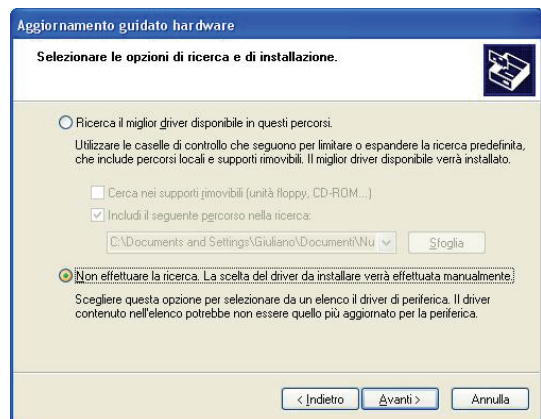 Aggiornamento guidato hardware
Selezionare le opzioni di ricerca e di installazione.
Ricerca il miglior driver disponibile in questi percorsi.
Utilizzare le caselle di controllo che seguono per limitare o espandere la ricerca predefinita,
che include percorsi locali e supporti rimovibili. Il miglior driver disponibile verrà installato.
Cerca nei supporti rimovibili (unità floppy, CD-ROM...)
Includi il seguente percorso nella ricerca:
C:\Documents and Settings\Giuliano\Documenti\Nu
Sfoglia
Non effettuare la ricerca. La scelta del driver da installare verrà effettuata manualmente.
Scegliere questa opzione per selezionare da un elenco il driver di periferica. Il driver
contenuto nell'elenco potrebbe non essere quello più aggiornato per la periferica.
< Indietro Avanti > Annulla